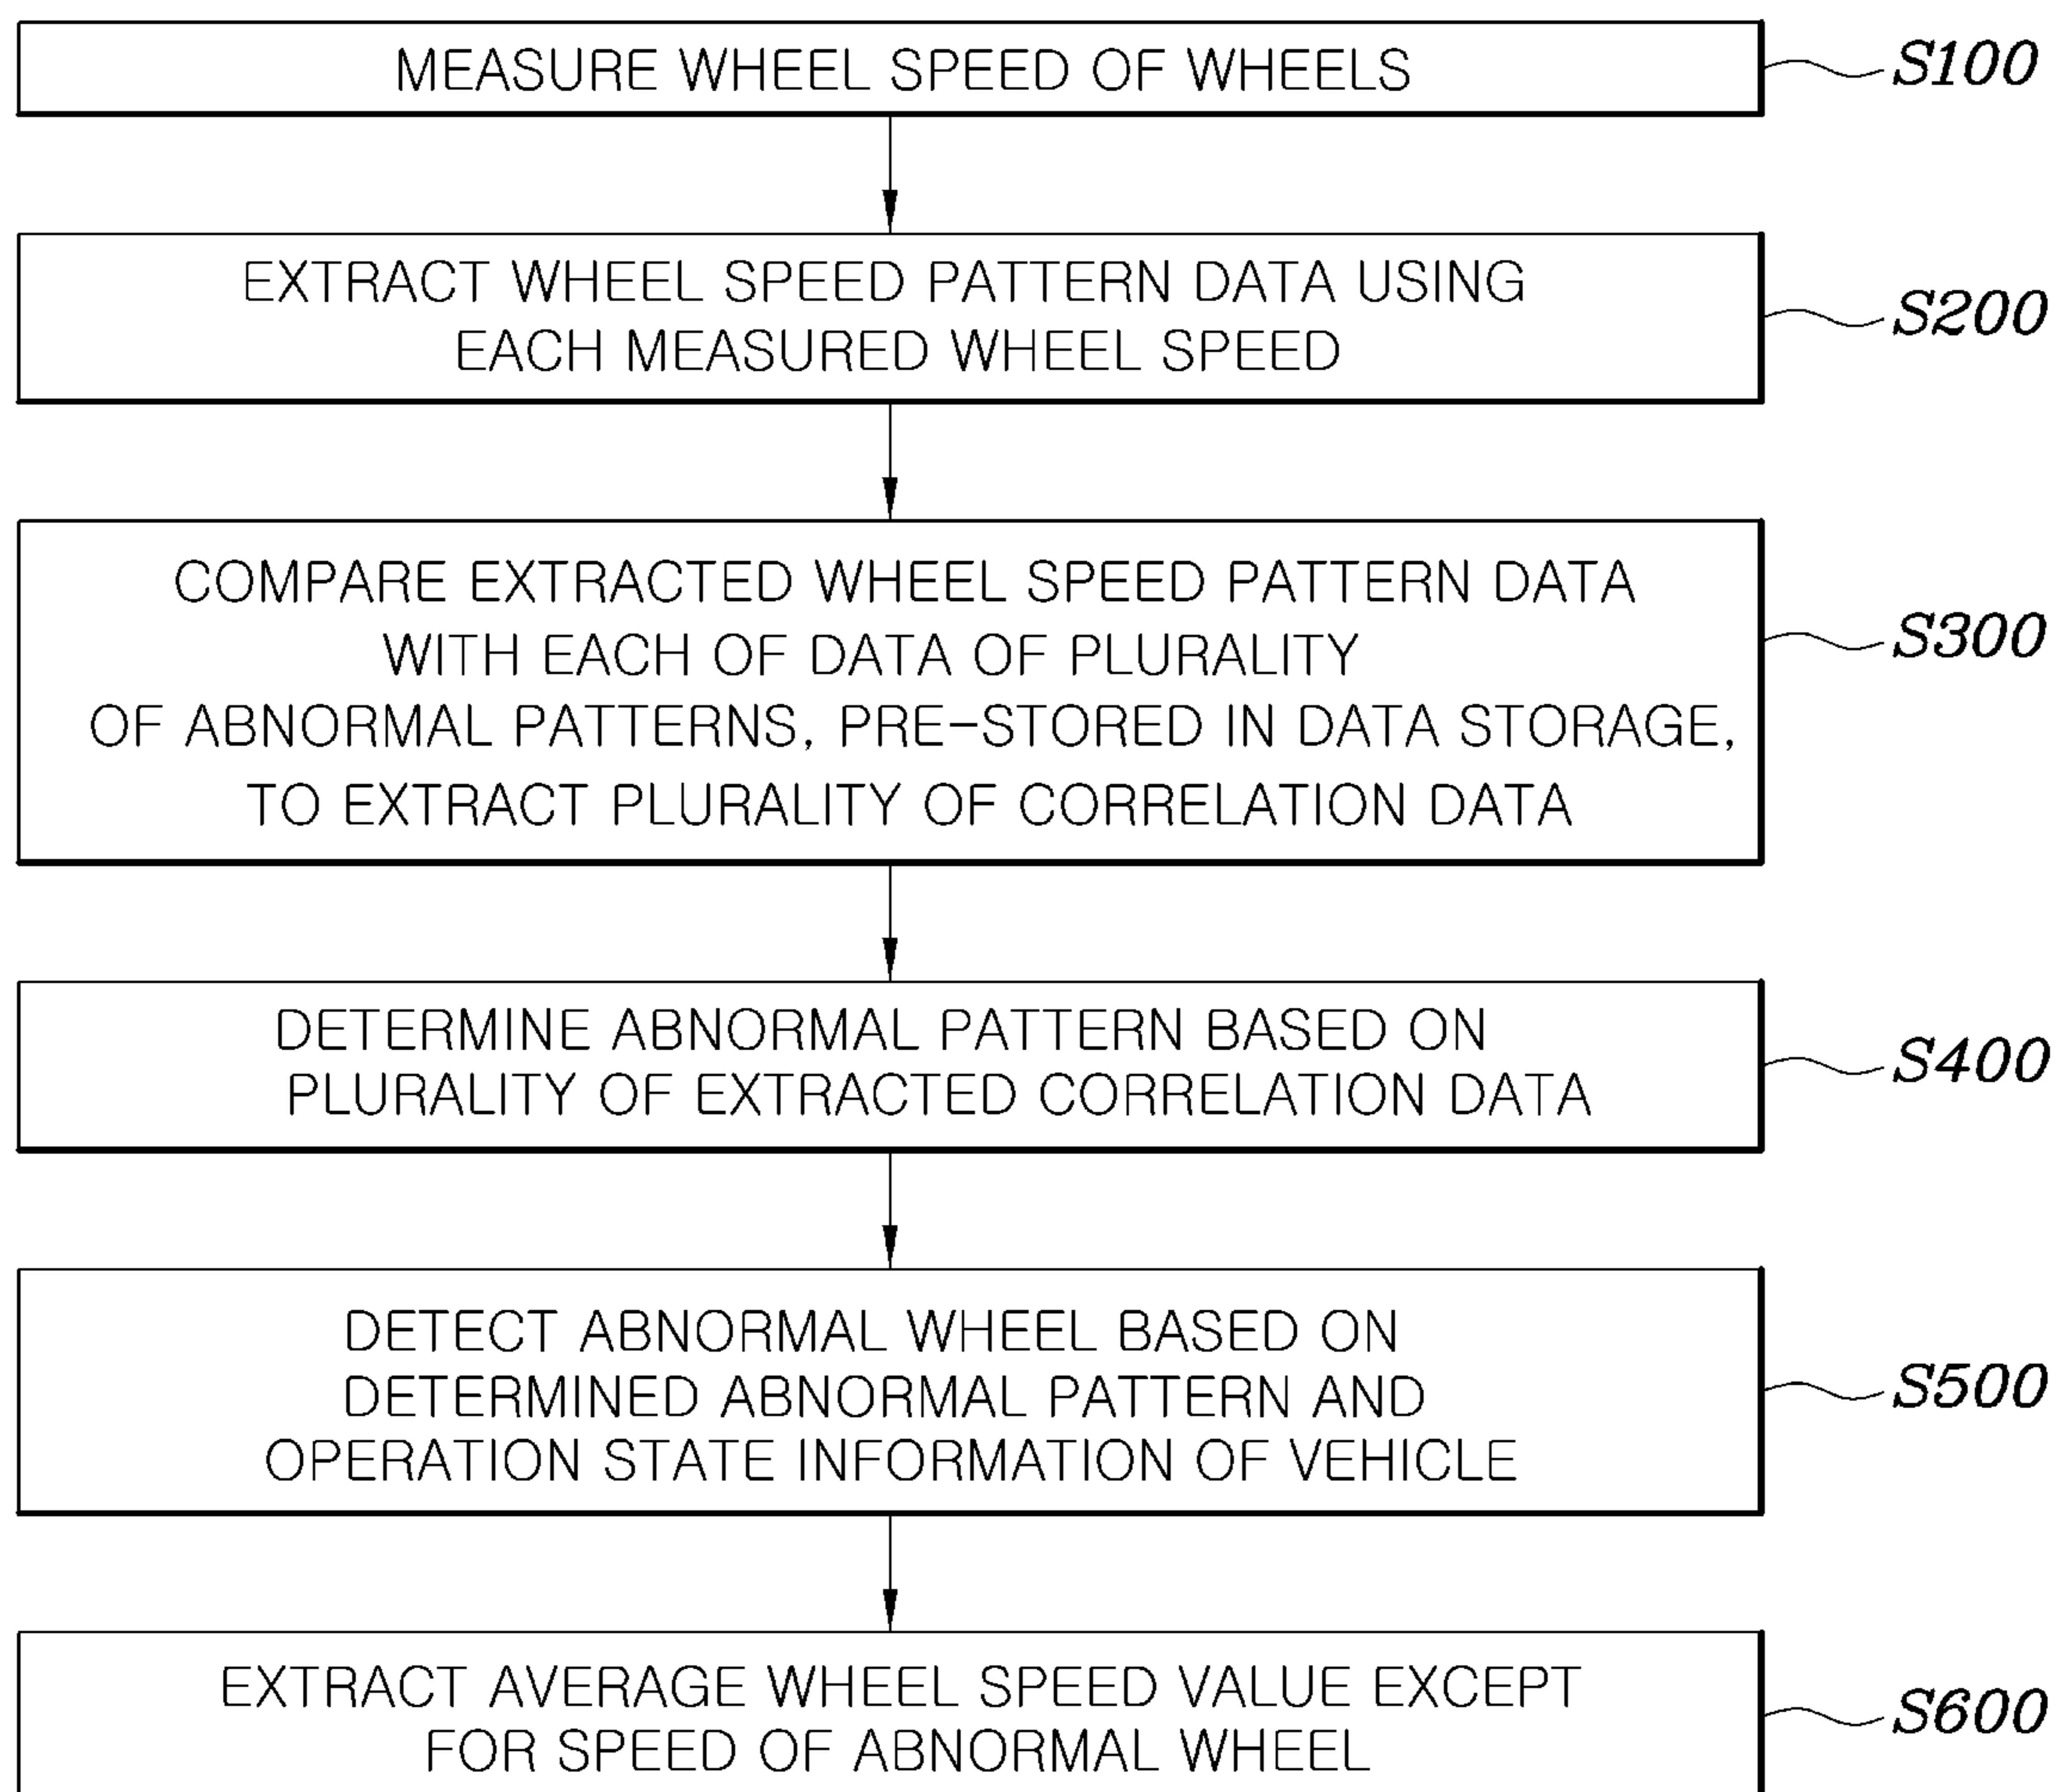 MEASURE WHEEL SPEED OF WHEELS
S100
EXTRACT WHEEL SPEED PATTERN DATA USING
EACH MEASURED WHEEL SPEED
S200
COMPARE EXTRACTED WHEEL SPEED PATTERN DATA
WITH EACH OF DATA OF PLURALITY
OF ABNORMAL PATTERNS, PRE-STORED IN DATA STORAGE,
TO EXTRACT PLURALITY OF CORRELATION DATA
S300
DETERMINE ABNORMAL PATTERN BASED ON
PLURALITY OF EXTRACTED CORRELATION DATA
S400
DETECT ABNORMAL WHEEL BASED ON
DETERMINED ABNORMAL PATTERN AND
OPERATION STATE INFORMATION OF VEHICLE
S500
EXTRACT AVERAGE WHEEL SPEED VALUE EXCEPT
FOR SPEED OF ABNORMAL WHEEL
S600